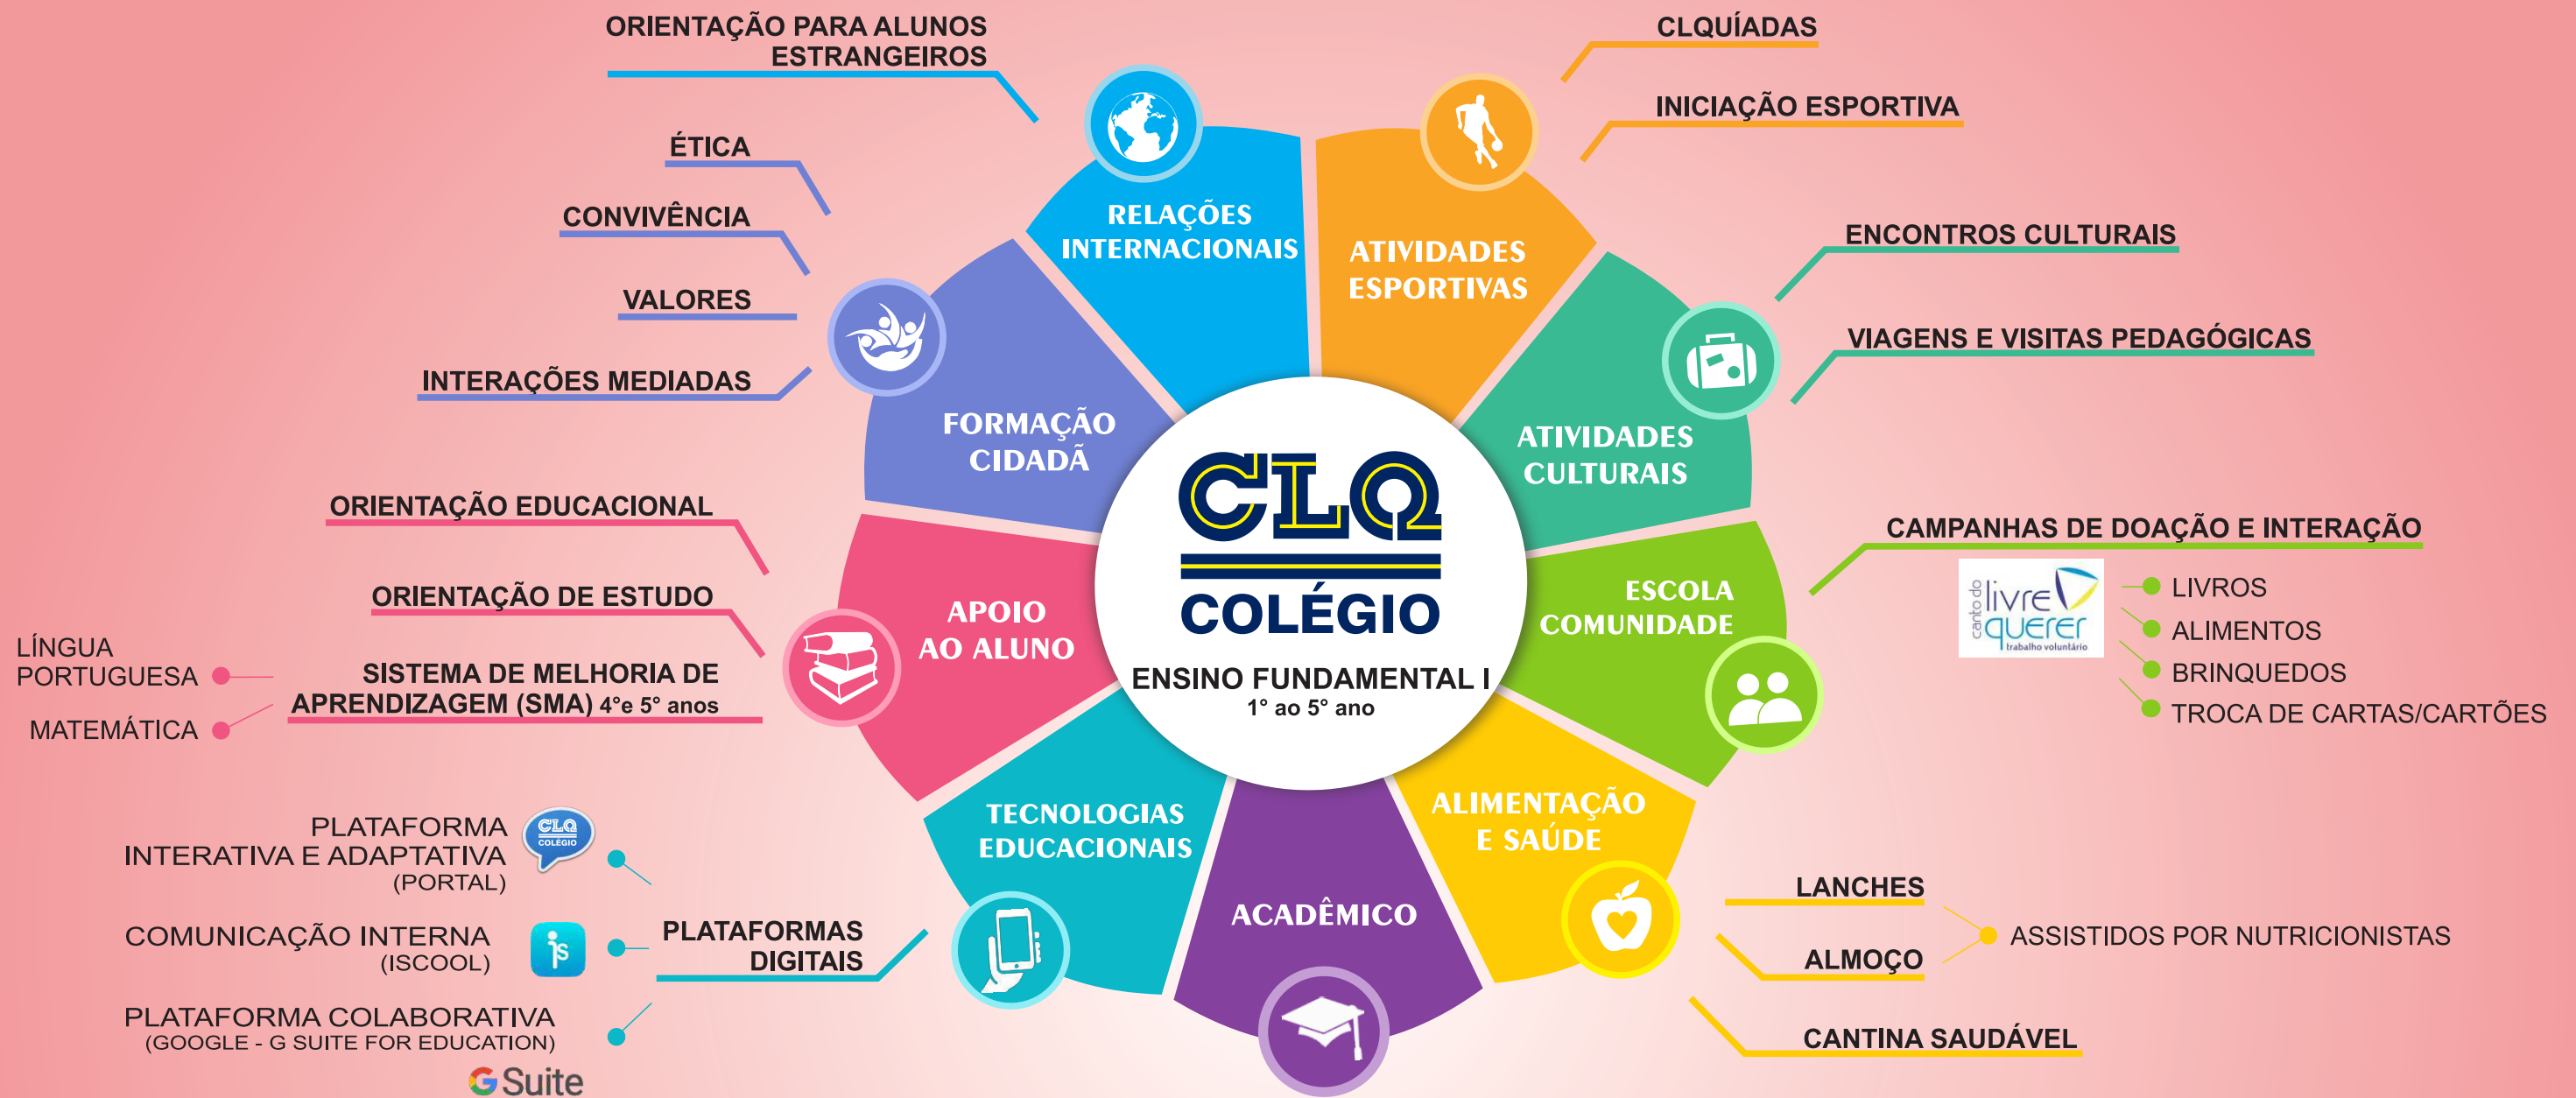 ORIENTAÇÃO PARA ALUNOS
ESTRANGEIROS
ÉTICA
CONVIVÊNCIA
VALORES
INTERAÇÕES MEDIADAS
ORIENTAÇÃO EDUCACIONAL
ORIENTAÇÃO DE ESTUDO
SISTEMA DE MELHORIA DE
APRENDIZAGEM (SMA) 4°e 5° anos
LÍNGUA
PORTUGUESA
MATEMÁTICA
PLATAFORMA
INTERATIVA E ADAPTATIVA
(PORTAL)
CLQ
COLÉGIO
COMUNICAÇÃO INTERNA
(ISCOOL)
is
PLATAFORMA COLABORATIVA
(GOOGLE - G SUITE FOR EDUCATION)
G Suite
PLATAFORMAS
DIGITAIS
RELAÇÕES
INTERNACIONAIS
ATIVIDADES
ESPORTIVAS
ATIVIDADES
CULTURAIS
ESCOLA
COMUNIDADE
ALIMENTAÇÃO
E SAÚDE
ACADÊMICO
TECNOLOGIAS
EDUCACIONAIS
APOIO
AO ALUNO
FORMAÇÃO
CIDADÃ
CLQ
COLÉGIO
ENSINO FUNDAMENTAL I
1° ao 5° ano
CLQUÍADAS
INICIAÇÃO ESPORTIVA
ENCONTROS CULTURAIS
VIAGENS E VISITAS PEDAGÓGICAS
CAMPANHAS DE DOAÇÃO E INTERAÇÃO
canto do
livre
querer
trabalho voluntário
LIVROS
ALIMENTOS
BRINQUEDOS
TROCA DE CARTAS/CARTÕES
LANCHES
ALMOÇO
ASSISTIDOS POR NUTRICIONISTAS
CANTINA SAUDÁVEL